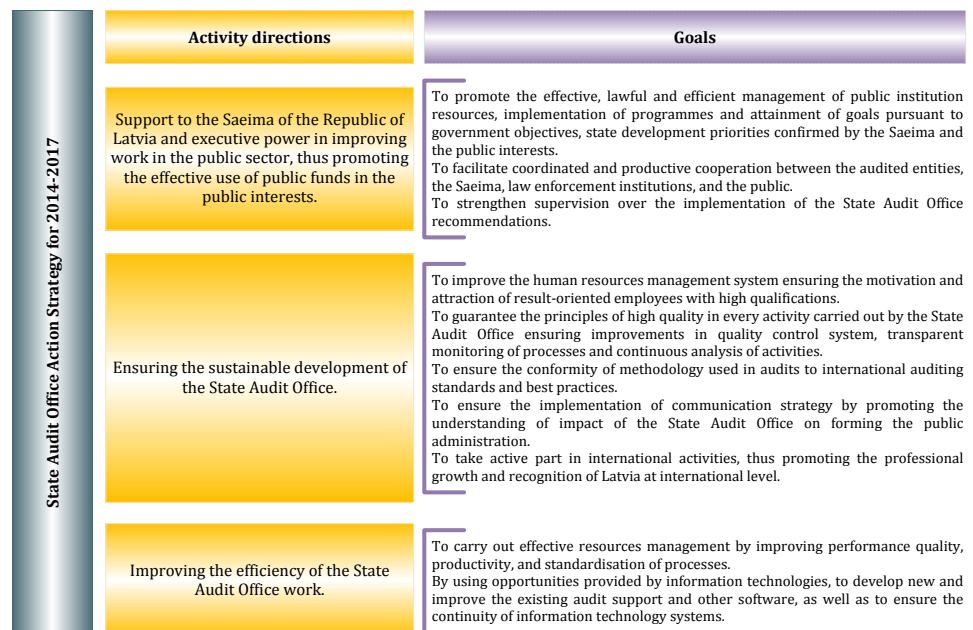 State Audit Office Action Strategy for 2014-2017
Activity directions
Goals
Support to the Saeima of the Republic of
Latvia and executive power in improving
work in the public sector, thus promoting
the effective use of public funds in the
public interests.
To promote the effective, lawful and efficient management of public institution
resources, implementation of programmes and attainment of goals pursuant to
government objectives, state development priorities confirmed by the Saeima and
the public interests.
To facilitate coordinated and productive cooperation between the audited entities,
the Saeima, law enforcement institutions, and the public.
To strengthen supervision over the implementation of the State Audit Office
recommendations.
Ensuring the sustainable development of
the State Audit Office.
To improve the human resources management system ensuring the motivation and
attraction of result-oriented employees with high qualifications.
To guarantee the principles of high quality in every activity carried out by the State
Audit Office ensuring improvements in quality control system, transparent
monitoring of processes and continuous analysis of activities.
To ensure the conformity of methodology used in audits to international auditing
standards and best practices.
To ensure the implementation of communication strategy by promoting the
understanding of impact of the State Audit Office on forming the public
administration.
To take active part in international activities, thus promoting the professional
growth and recognition of Latvia at international level.
Improving the efficiency of the State
Audit Office work.
To carry out effective resources management by improving performance quality,
productivity, and standardisation of processes.
By using opportunities provided by information technologies, to develop new and
improve the existing audit support and other software, as well as to ensure the
continuity of information technology systems.